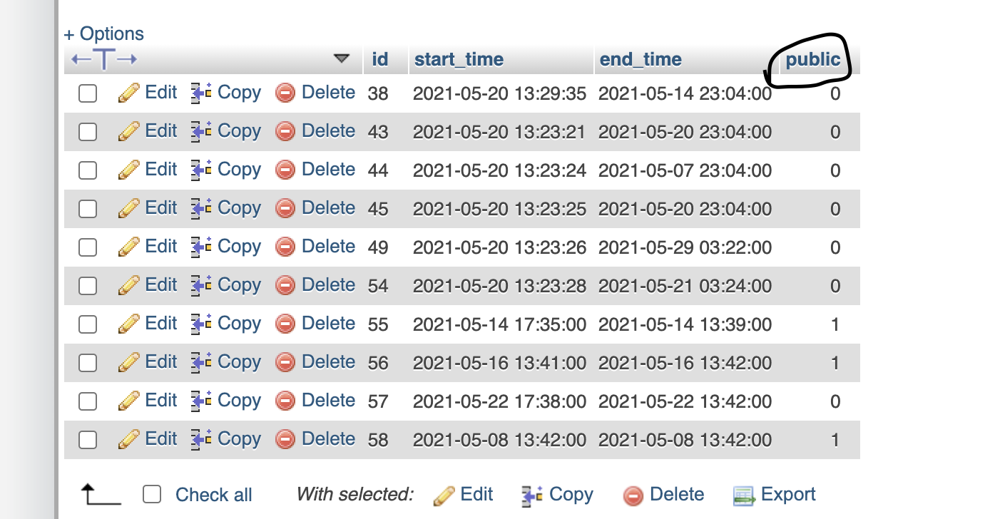 + Options
←T→ id start_time end_time public
Edit Copy Delete 38 2021-05-20 13:29:35 2021-05-14 23:04:00 0
Edit Copy Delete 43 2021-05-20 13:23:21 2021-05-20 23:04:00 0
Edit Copy Delete 44 2021-05-20 13:23:24 2021-05-07 23:04:00 0
Edit Copy Delete 45 2021-05-20 13:23:25 2021-05-20 23:04:00 0
Edit Copy Delete 49 2021-05-20 13:23:26 2021-05-29 03:22:00 0
Edit Copy Delete 54 2021-05-20 13:23:28 2021-05-21 03:24:00 0
Edit Copy Delete 55 2021-05-14 17:35:00 2021-05-14 13:39:00 1
Edit Copy Delete 56 2021-05-16 13:41:00 2021-05-16 13:42:00 1
Edit Copy Delete 57 2021-05-22 17:38:00 2021-05-22 13:42:00 0
Edit Copy Delete 58 2021-05-08 13:42:00 2021-05-08 13:42:00 1
Check all With selected: Edit Copy Delete Export